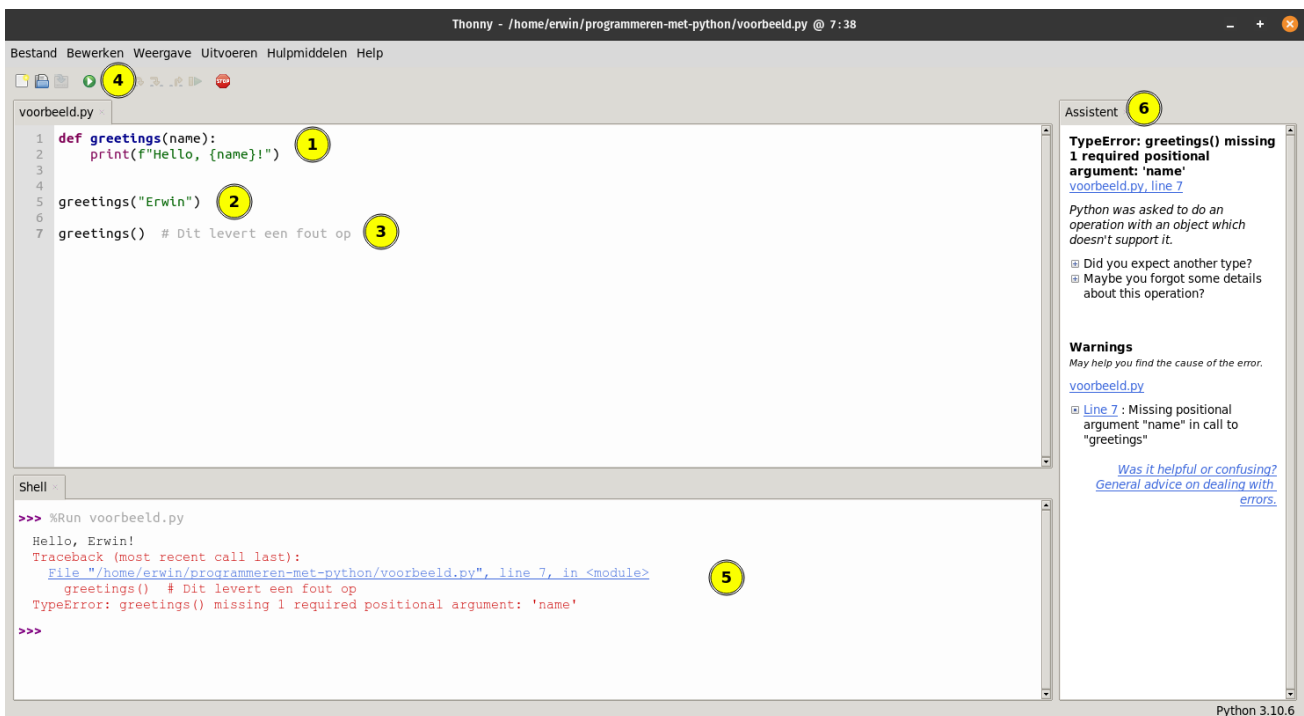 Thonny - /home/erwin/programmeren-met-python/voorbeeld.py @ 7:38
Bestand Bewerken Weergave Uitvoeren Hulpmiddelen Help
4
STOP
voorbeeld.py
1 def greetings(name):
2     print(f"Hello, {name}!")
1
3
4
5 greetings("Erwin")
2
6
7 greetings()  # Dit levert een fout op
3
Shell
>>> %Run voorbeeld.py
Hello, Erwin!
Traceback (most recent call last):
  File "/home/erwin/programmeren-met-python/voorbeeld.py", line 7, in <module>
    greetings()  # Dit levert een fout op
TypeError: greetings() missing 1 required positional argument: 'name'
>>>
5
Assistent
6
TypeError: greetings() missing
1 required positional
argument: 'name'
voorbeeld.py, line 7
Python was asked to do an
operation with an object which
doesn't support it.
Did you expect another type?
Maybe you forgot some details
about this operation?
Warnings
May help you find the cause of the error.
voorbeeld.py
Line 7 : Missing positional
argument "name" in call to
"greetings"
Was it helpful or confusing?
General advice on dealing with
errors.
Python 3.10.6